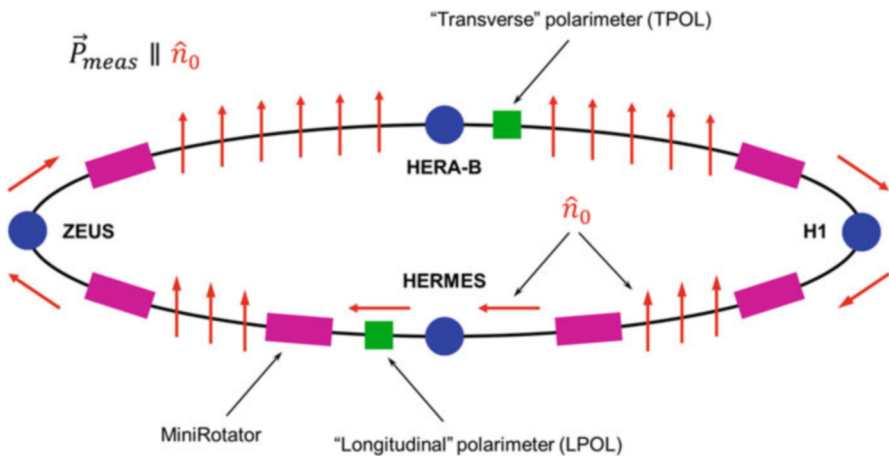 “Transverse” polarimeter (TPOL)
P⃗meas ∥ n̂0
HERA-B
ZEUS
n̂0
H1
HERMES
MiniRotator
“Longitudinal” polarimeter (LPOL)